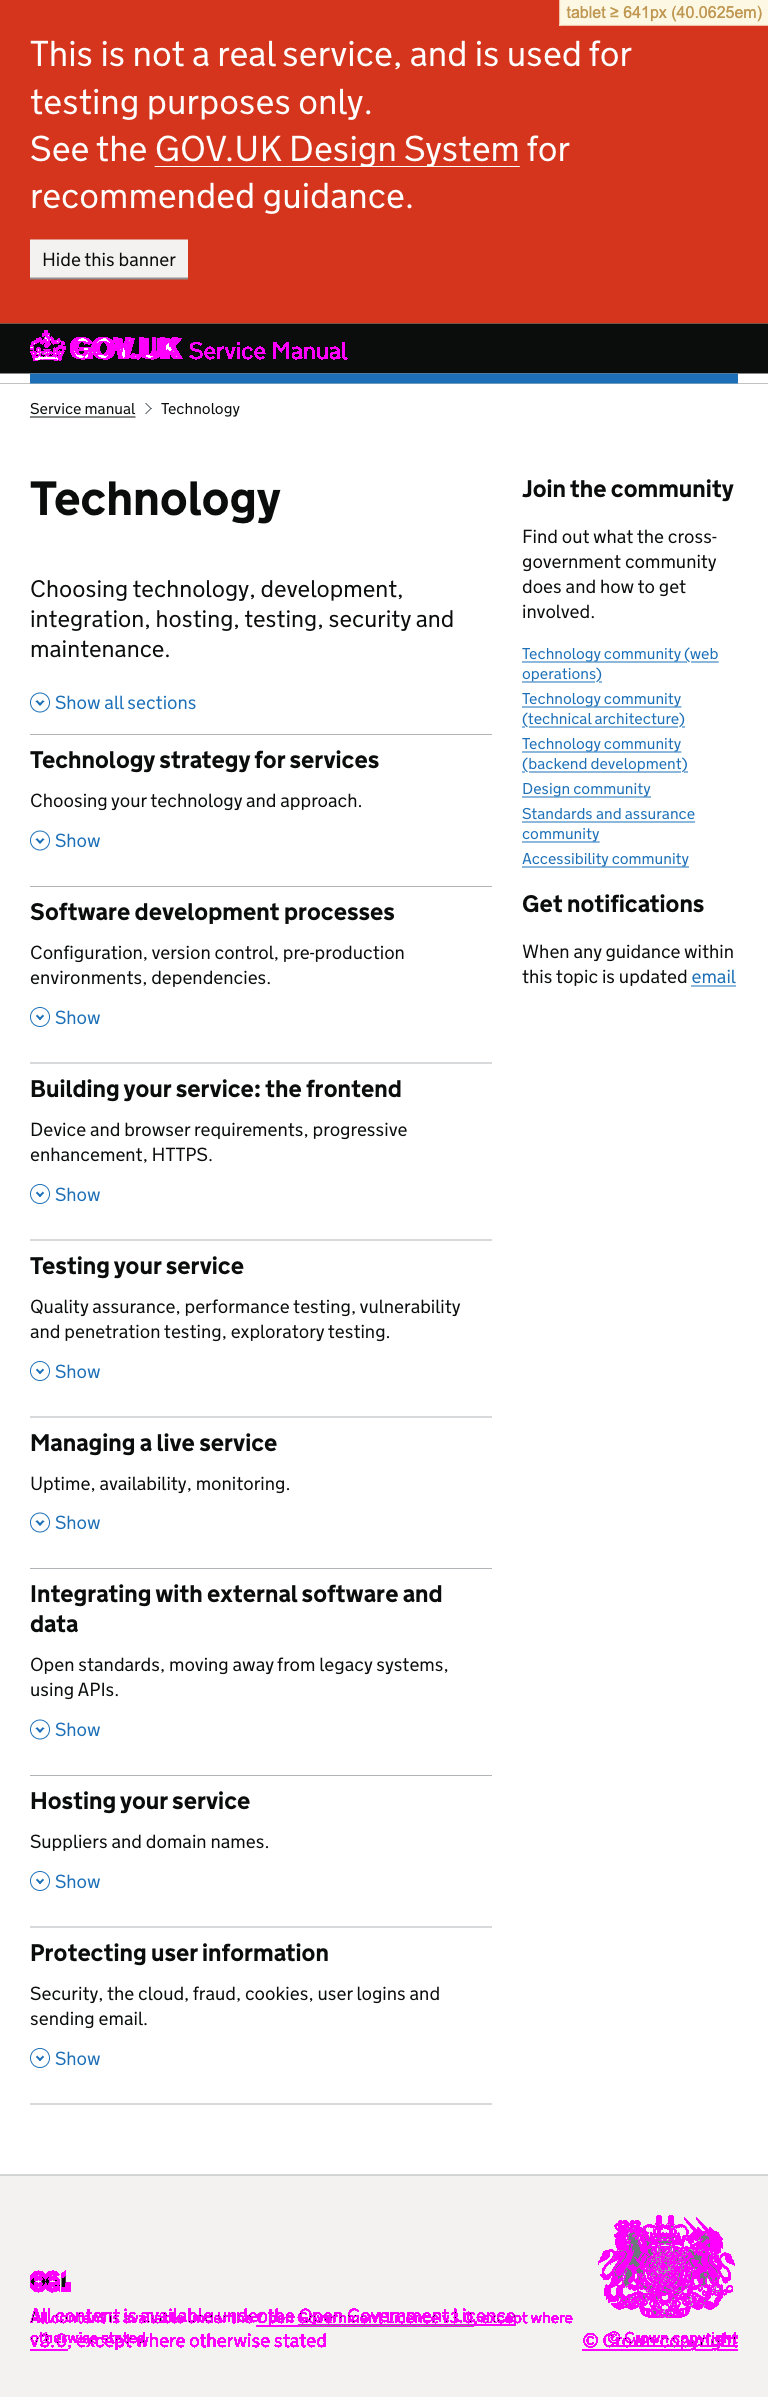 tablet ≥ 641px (40.0625em)
This is not a real service, and is used for
testing purposes only.
See the GOV.UK Design System for
recommended guidance.
Hide this banner
GOV.UK Service Manual
Service manual
Technology
Technology
Choosing technology, development,
integration, hosting, testing, security and
maintenance.
Show all sections
Technology strategy for services
Choosing your technology and approach.
Show
Software development processes
Configuration, version control, pre-production
environments, dependencies.
Show
Building your service: the frontend
Device and browser requirements, progressive
enhancement, HTTPS.
Show
Testing your service
Quality assurance, performance testing, vulnerability
and penetration testing, exploratory testing.
Show
Managing a live service
Uptime, availability, monitoring.
Show
Integrating with external software and
data
Open standards, moving away from legacy systems,
using APIs.
Show
Hosting your service
Suppliers and domain names.
Show
Protecting user information
Security, the cloud, fraud, cookies, user logins and
sending email.
Show
Join the community
Find out what the cross-
government community
does and how to get
involved.
Technology community (web
operations)
Technology community
(technical architecture)
Technology community
(backend development)
Design community
Standards and assurance
community
Accessibility community
Get notifications
When any guidance within
this topic is updated email
All content is available under the Open Government Licence
v3.0, except where otherwise stated
© Crown copyright